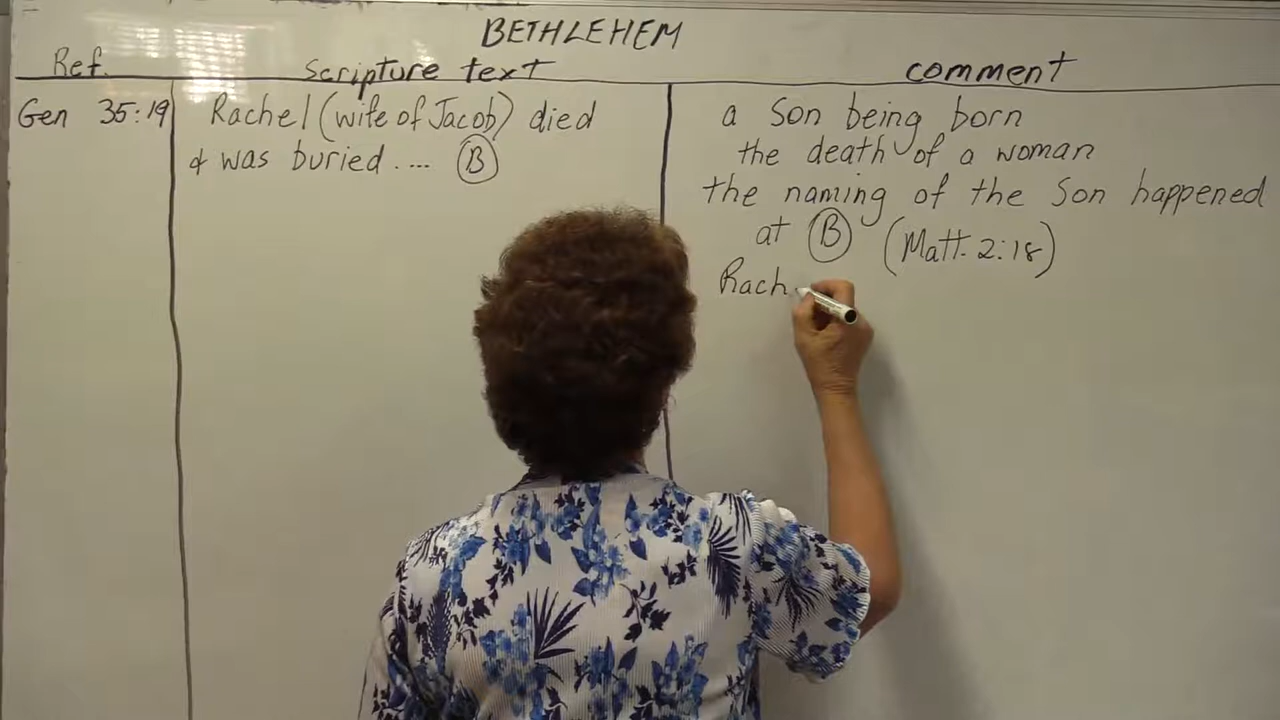 BETHLEHEM
Ref. scripture text comment
Gen 35:19 Rachel (wife of Jacob) died
& was buried .... B
a Son being born
the death of a woman
the naming of the Son happened
at B (Matt. 2:18)
Rach